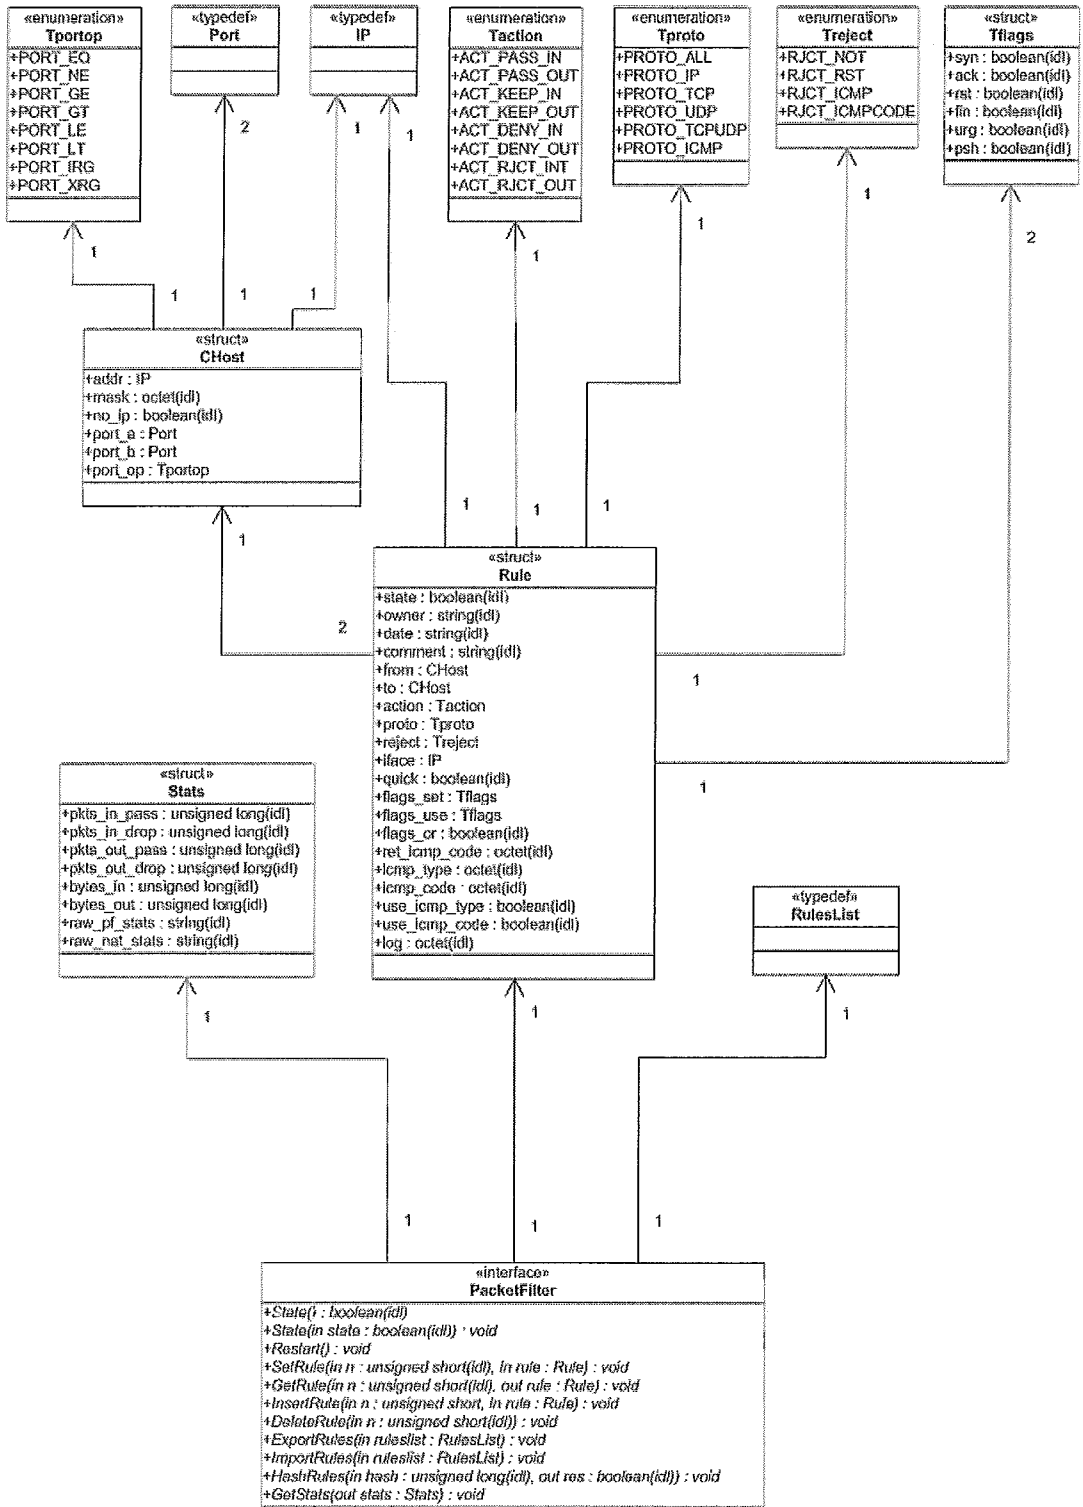 «enumeration»
Tportop
+PORT_EQ
+PORT_NE
+PORT_GE
+PORT_GT
+PORT_LE
+PORT_LT
+PORT_IRG
+PORT_XRG
«typedef»
Port
«typedef»
IP
«enumeration»
Taction
+ACT_PASS_IN
+ACT_PASS_OUT
+ACT_KEEP_IN
+ACT_KEEP_OUT
+ACT_DENY_IN
+ACT_DENY_OUT
+ACT_RJCT_INT
+ACT_RJCT_OUT
«enumeration»
Tproto
+PROTO_ALL
+PROTO_IP
+PROTO_TCP
+PROTO_UDP
+PROTO_TCPUDP
+PROTO_ICMP
«enumeration»
Treject
+RJCT_NOT
+RJCT_RST
+RJCT_ICMP
+RJCT_ICMPCODE
«struct»
Tflags
+syn : boolean(idl)
+ack : boolean(idl)
+rst : boolean(idl)
+fin : boolean(idl)
+urg : boolean(idl)
+psh : boolean(idl)
2
1
1
1
1
1
1
1
2
1
1
1
«struct»
CHost
+addr : IP
+mask : octet(idl)
+no_ip : boolean(idl)
+port_a : Port
+port_b : Port
+port_op : Tportop
1
1
1
1
2
«struct»
Rule
+state : boolean(idl)
+owner : string(idl)
+date : string(idl)
+comment : string(idl)
+from : CHost
+to : CHost
+action : Taction
+proto : Tproto
+reject : Treject
+iface : IP
+quick : boolean(idl)
+flags_set : Tflags
+flags_use : Tflags
+flags_or : boolean(idl)
+ret_icmp_code : octet(idl)
+icmp_type : octet(idl)
+icmp_code : octet(idl)
+use_icmp_type : boolean(idl)
+use_icmp_code : boolean(idl)
+log : octet(idl)
1
1
«struct»
Stats
+pkts_in_pass : unsigned long(idl)
+pkts_in_drop : unsigned long(idl)
+pkts_out_pass : unsigned long(idl)
+pkts_out_drop : unsigned long(idl)
+bytes_in : unsigned long(idl)
+bytes_out : unsigned long(idl)
+raw_pf_stats : string(idl)
+raw_nat_stats : string(idl)
«typedef»
RulesList
1
1
1
1
1
1
«interface»
PacketFilter
+State() : boolean(idl)
+State(in state : boolean(idl)) : void
+Restart() : void
+SetRule(in n : unsigned short(idl), in rule : Rule) : void
+GetRule(in n : unsigned short(idl), out rule : Rule) : void
+InsertRule(in n : unsigned short, in rule : Rule) : void
+DeleteRule(in n : unsigned short(idl)) : void
+ExportRules(in ruleslist : RulesList) : void
+ImportRules(in ruleslist : RulesList) : void
+HashRules(in hash : unsigned long(idl), out res : boolean(idl)) : void
+GetStats(out stats : Stats) : void